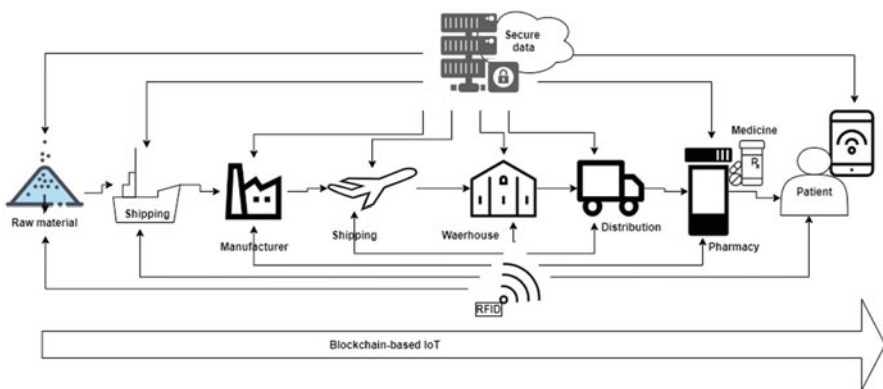 Secure
data
Medicine
Rx
Raw material
Shipping
Manufacturer
Shipping
Waerhouse
Distribution
Pharmacy
Patient
RFID
Blockchain-based IoT